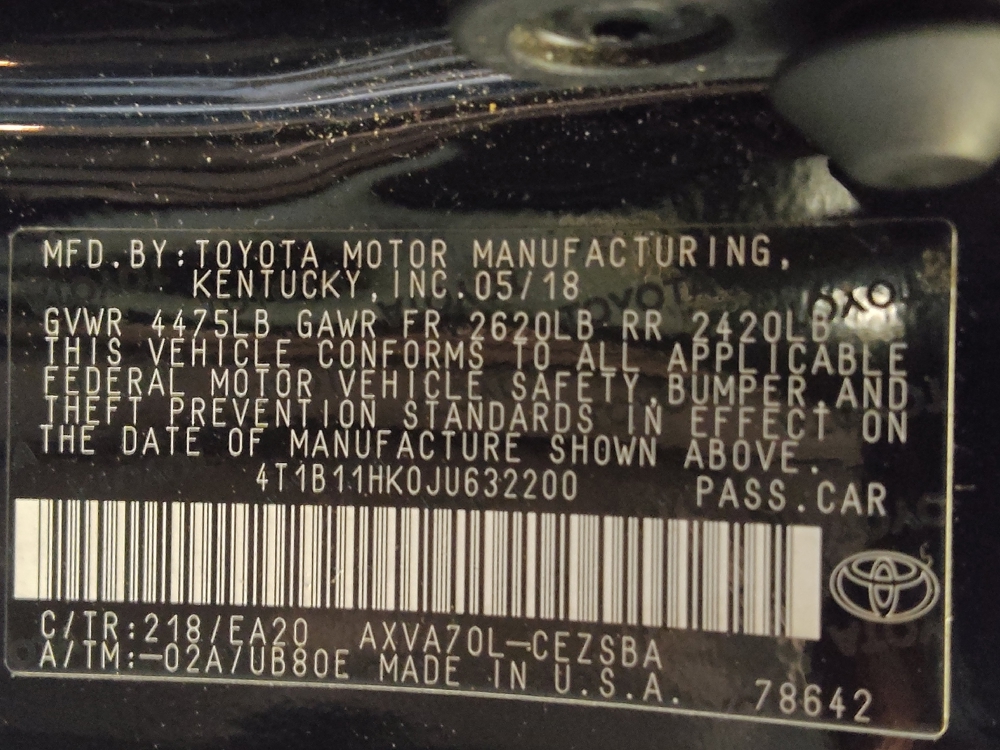 MFD.BY:TOYOTA MOTOR MANUFACTURING,
KENTUCKY, INC.05/18
GVWR 4475LB GAWR FR 2620LB RR 2420LB
THIS VEHICLE CONFORMS TO ALL APPLICABLE
FEDERAL MOTOR VEHICLE SAFETY,BUMPER,AND
THEFT PREVENTION STANDARDS IN EFFECT ON
THE DATE OF MANUFACTURE SHOWN ABOVE.
4T1B11HK0JU632200 PASS.CAR
C/TR:218/EA20 AXVA70L-CEZSBA
A/TM:-02A/UB80E MADE IN U.S.A. 78642